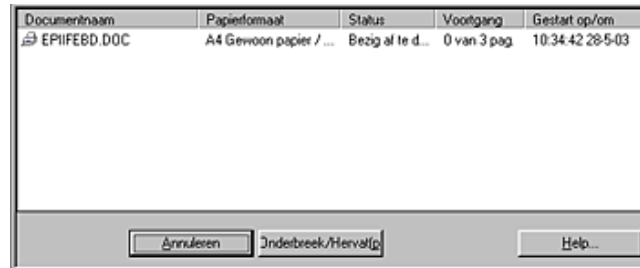 Documentnaam Papierformaat Status Voortgang Gestart op/om
EPIIFEBD.DOC A4 Gewoon papier / ... Bezig af te d... 0 van 3 pag. 10:34:42 28-5-03
Annuleren Onderbreek/Hervat(p Help...